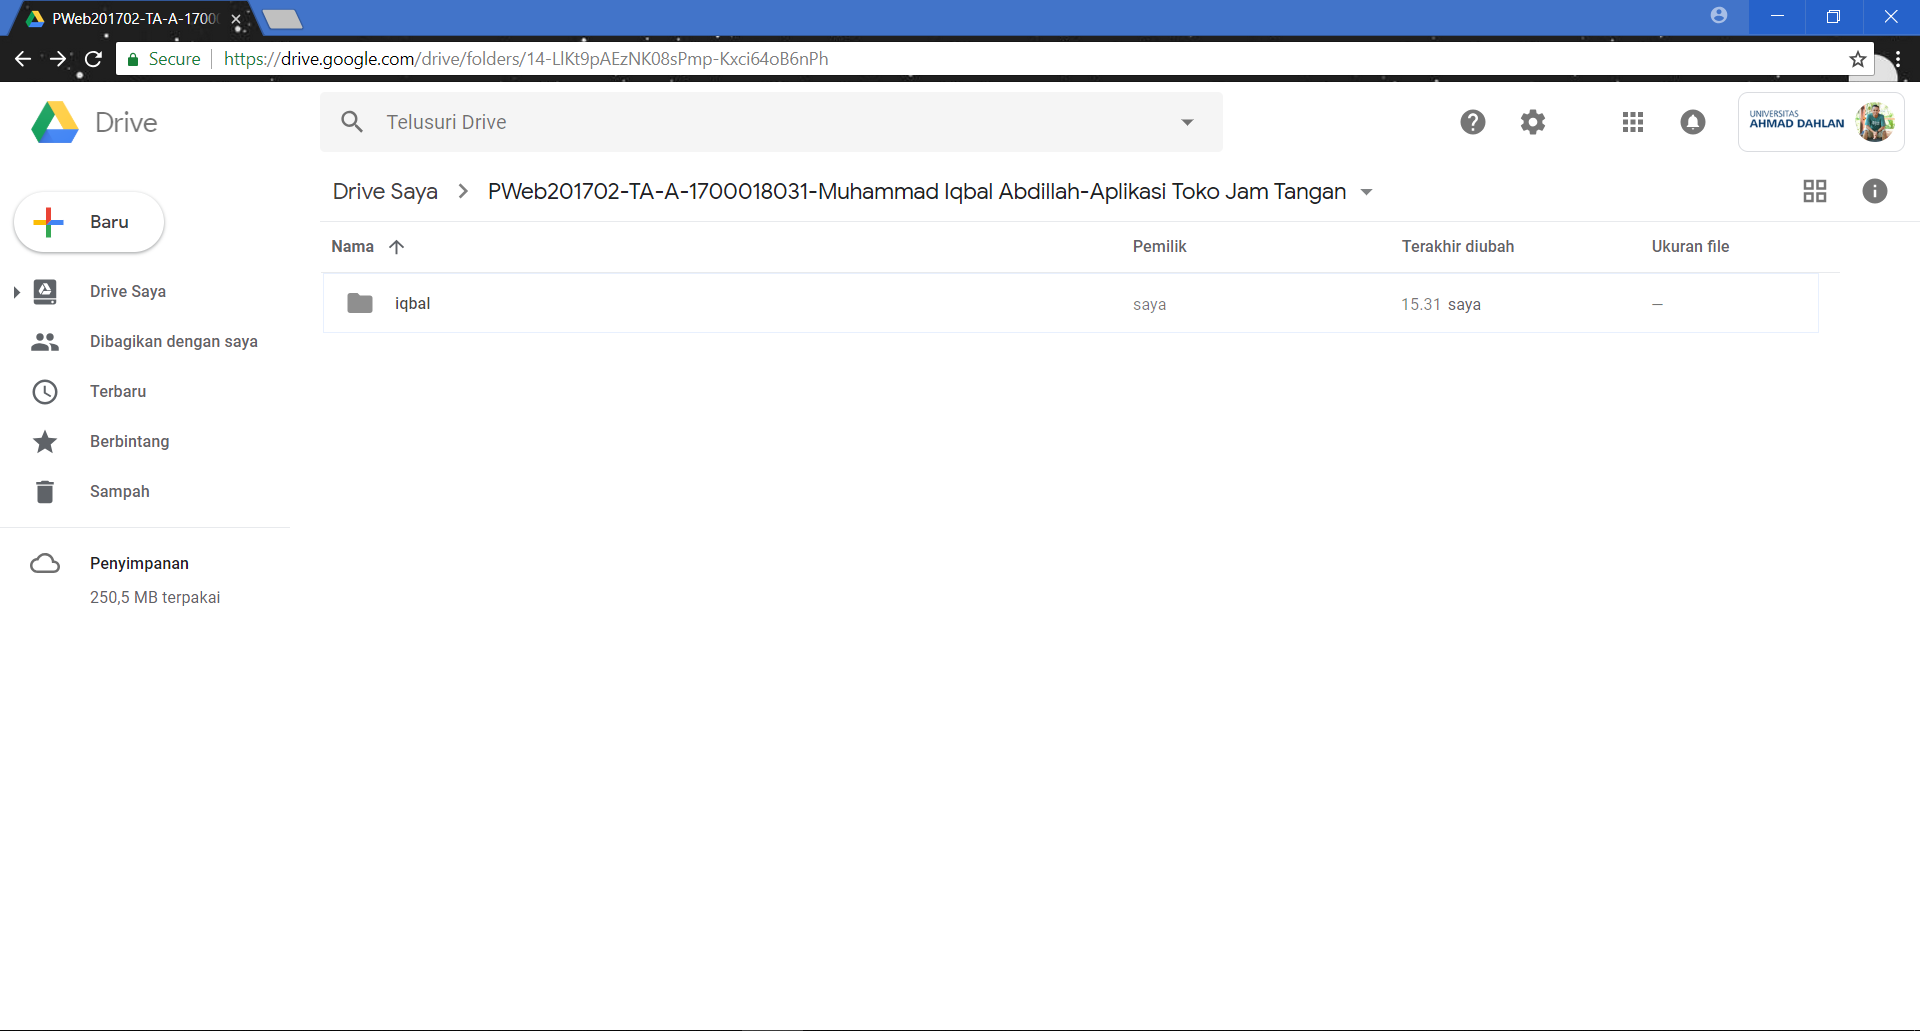 PWeb201702-TA-A-1700
Secure
https://drive.google.com/drive/folders/14-LlKt9pAEzNK08sPmp-Kxci64oB6nPh
Drive
Telusuri Drive
UNIVERSITAS
AHMAD DAHLAN
Drive Saya
PWeb201702-TA-A-1700018031-Muhammad Iqbal Abdillah-Aplikasi Toko Jam Tangan
Baru
Nama
Pemilik
Terakhir diubah
Ukuran file
Drive Saya
iqbal
saya
15.31 saya
—
Dibagikan dengan saya
Terbaru
Berbintang
Sampah
Penyimpanan
250,5 MB terpakai